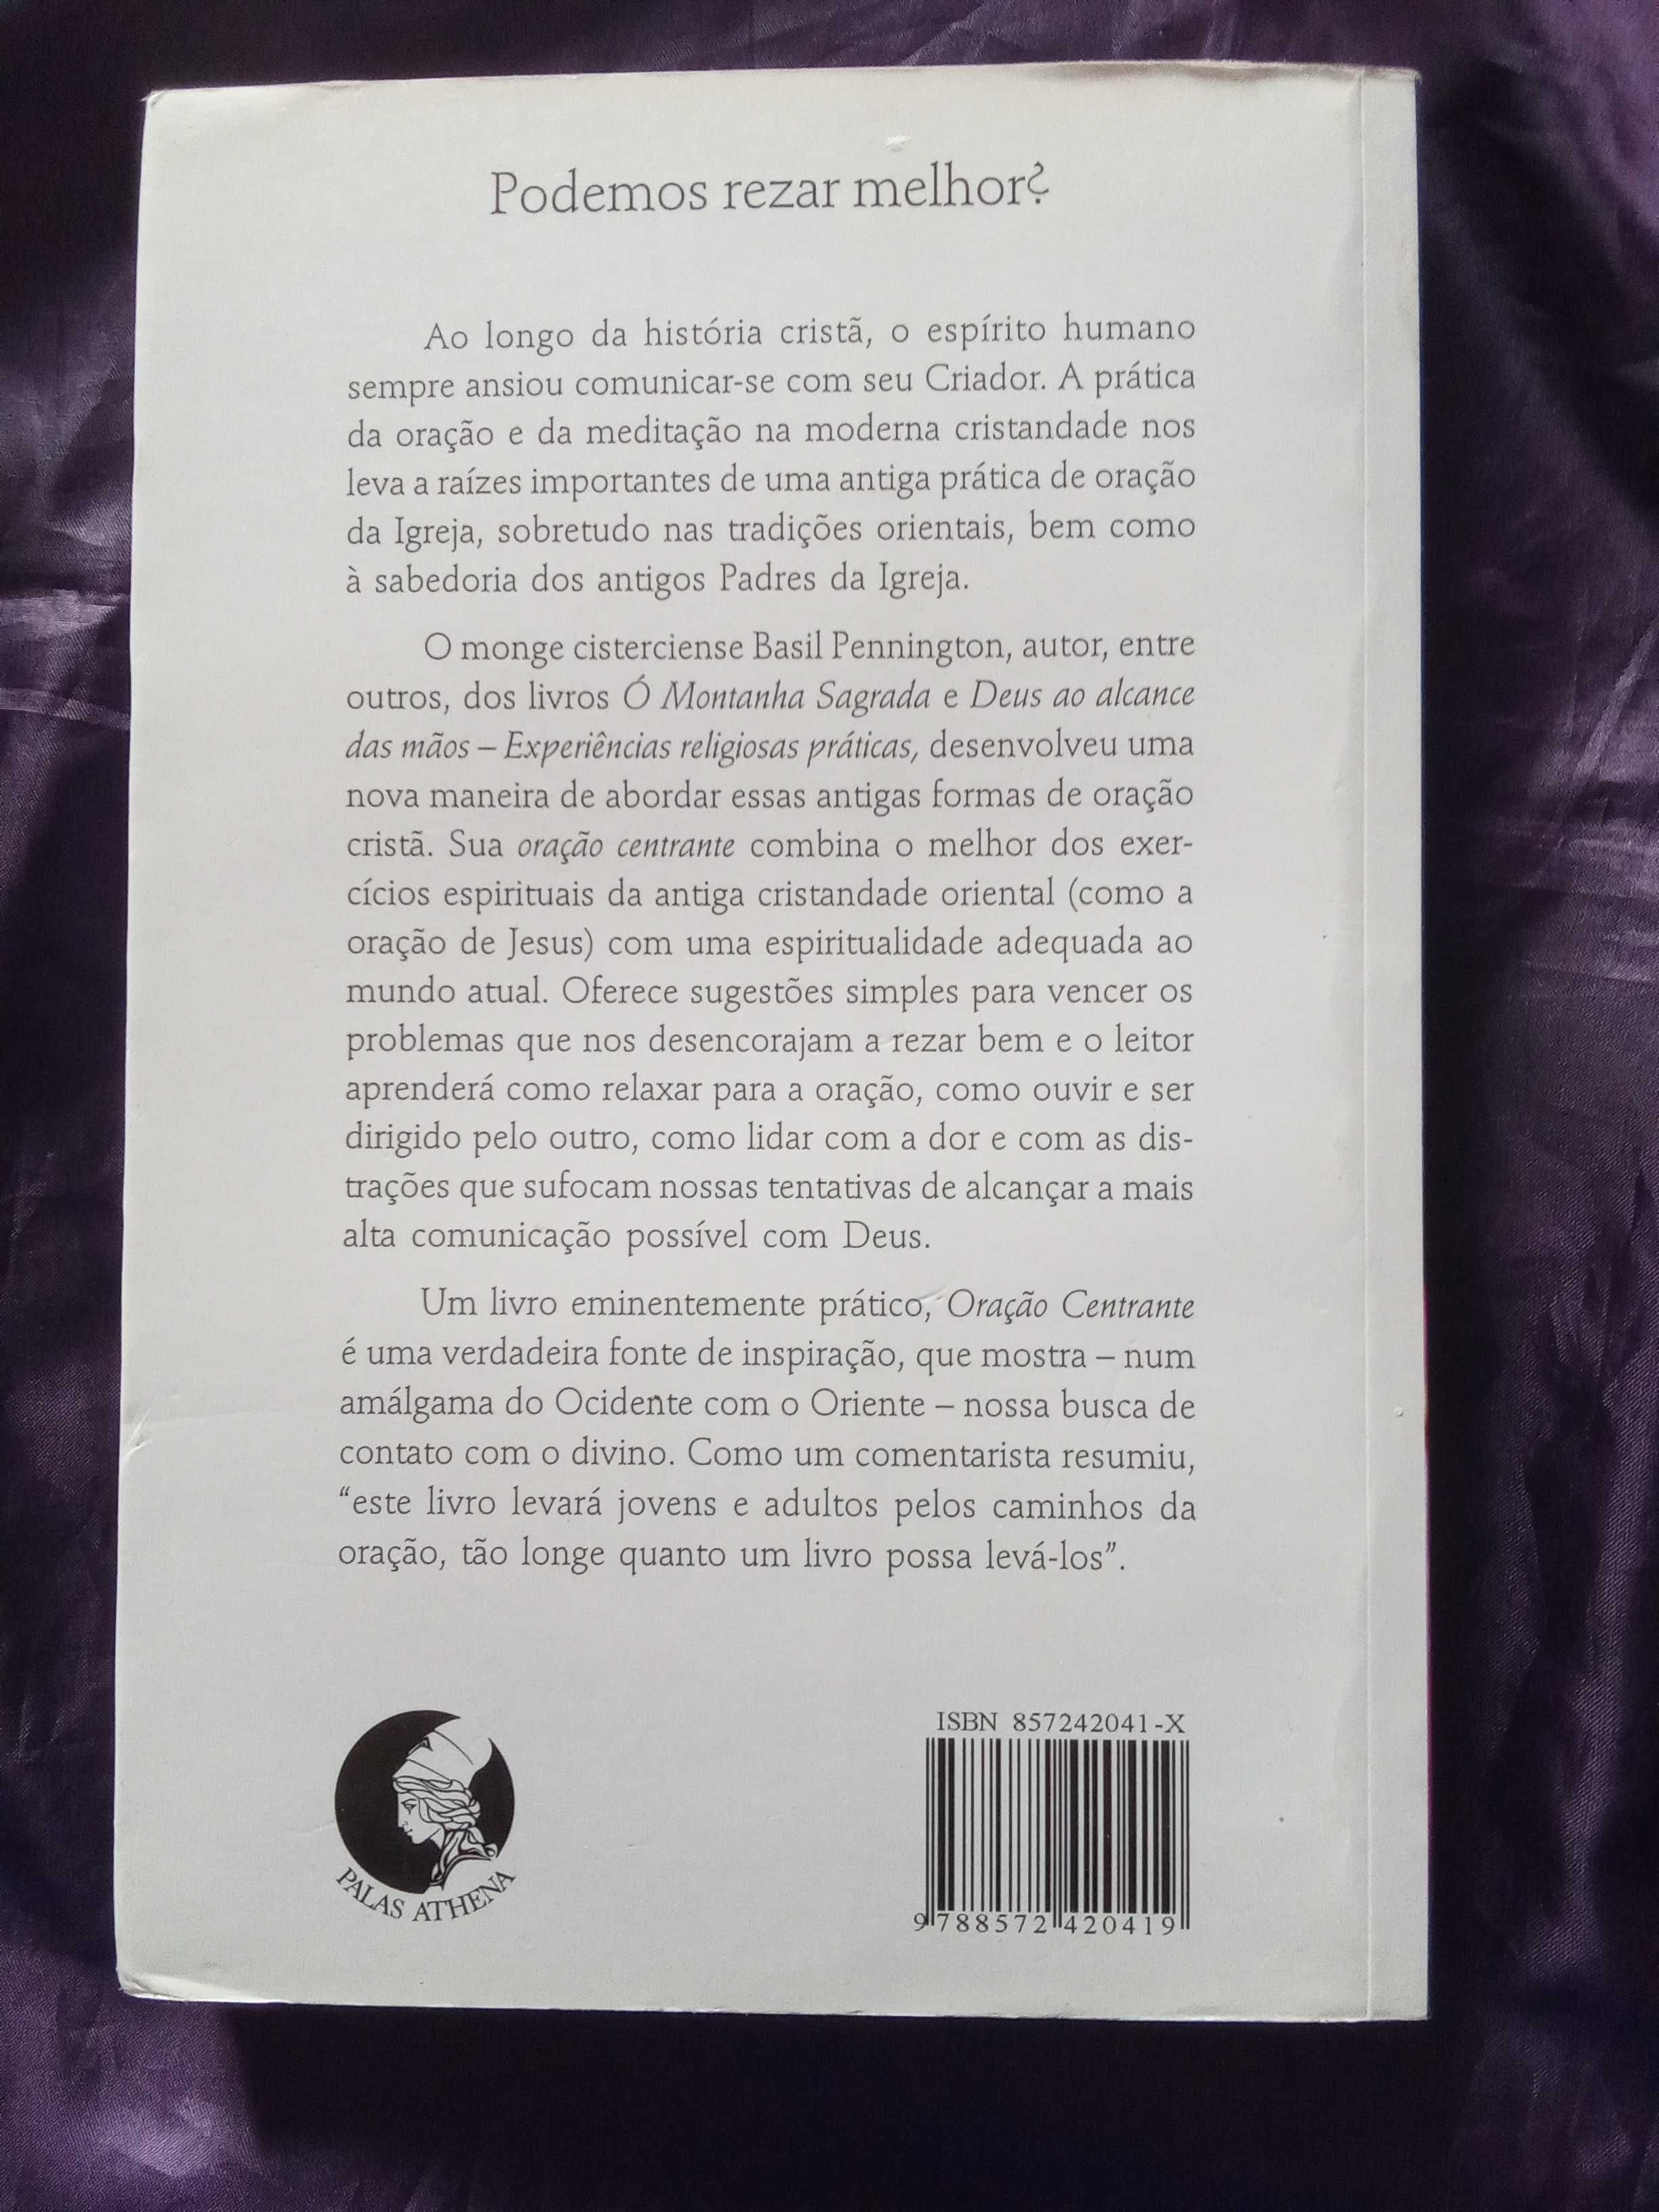 Podemos rezar melhor?
Ao longo da história cristã, o espírito humano
sempre ansiou comunicar-se com seu Criador. A prática
da oração e da meditação na moderna cristandade nos
leva a raízes importantes de uma antiga prática de oração
da Igreja, sobretudo nas tradições orientais, bem como
à sabedoria dos antigos Padres da Igreja.
O monge cisterciense Basil Pennington, autor, entre
outros, dos livros Ó Montanha Sagrada e Deus ao alcance
das mãos – Experiências religiosas práticas, desenvolveu uma
nova maneira de abordar essas antigas formas de oração
cristã. Sua oração centrante combina o melhor dos exer-
cícios espirituais da antiga cristandade oriental (como a
oração de Jesus) com uma espiritualidade adequada ao
mundo atual. Oferece sugestões simples para vencer os
problemas que nos desencorajam a rezar bem e o leitor
aprenderá como relaxar para a oração, como ouvir e ser
dirigido pelo outro, como lidar com a dor e com as dis-
trações que sufocam nossas tentativas de alcançar a mais
alta comunicação possível com Deus.
Um livro eminentemente prático, Oração Centrante
é uma verdadeira fonte de inspiração, que mostra – num
amálgama do Ocidente com o Oriente – nossa busca de
contato com o divino. Como um comentarista resumiu,
“este livro levará jovens e adultos pelos caminhos da
oração, tão longe quanto um livro possa levá-los”.
PALAS ATHENA
ISBN 857242041-X
9 788572 420419